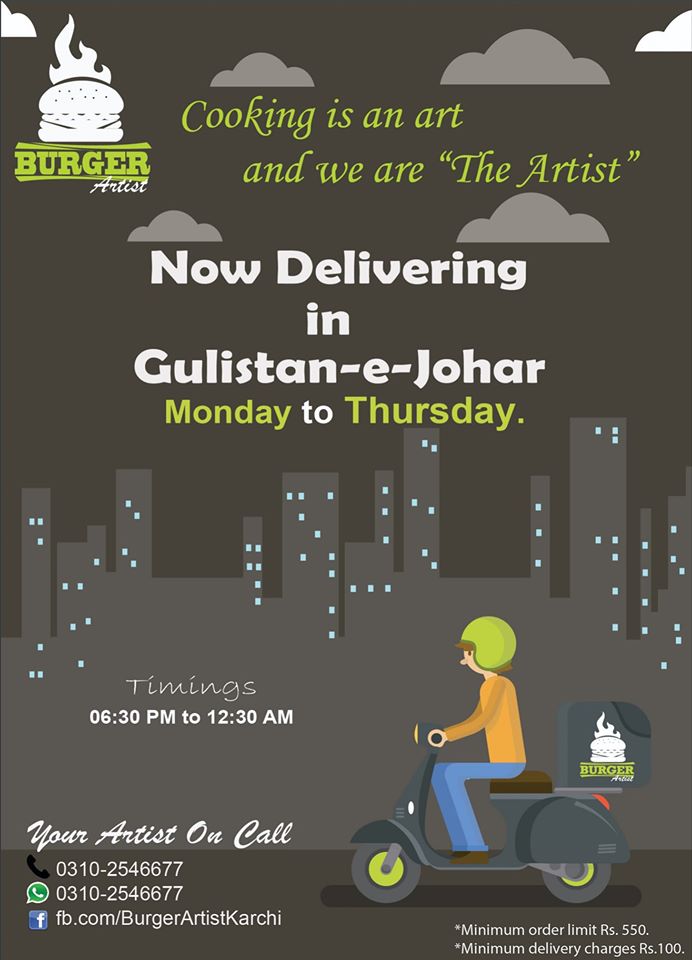 BURGER
Artist
Cooking is an art
and we are “The Artist”
Now Delivering
in
Gulistan-e-Johar
Monday to Thursday.
Timings
06:30 PM to 12:30 AM
BURGER
Artist
Your Artist On Call
0310-2546677
0310-2546677
fb.com/BurgerArtistKarchi
*Minimum order limit Rs. 550.
*Minimum delivery charges Rs.100.